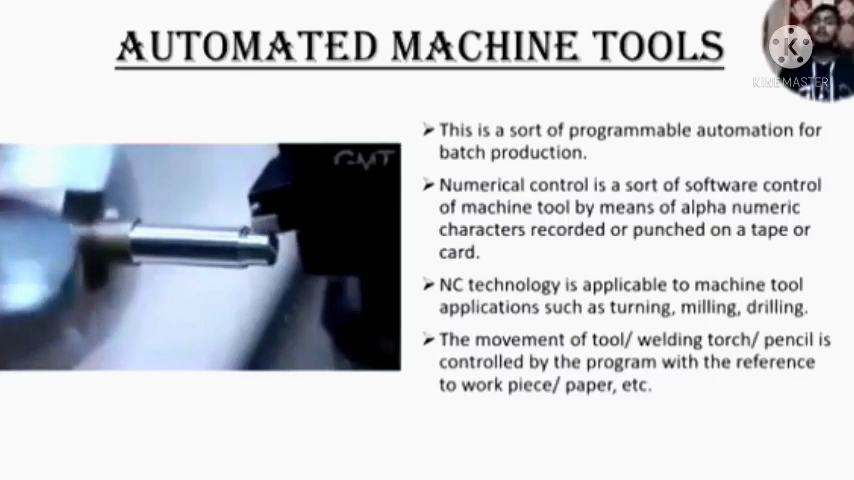 AUTOMATED MACHINE TOOLS
K
KINEMASTER
GMT
➢ This is a sort of programmable automation for
batch production.
➢ Numerical control is a sort of software control
of machine tool by means of alpha numeric
characters recorded or punched on a tape or
card.
➢ NC technology is applicable to machine tool
applications such as turning, milling, drilling.
➢ The movement of tool/ welding torch/ pencil is
controlled by the program with the reference
to work piece/ paper, etc.